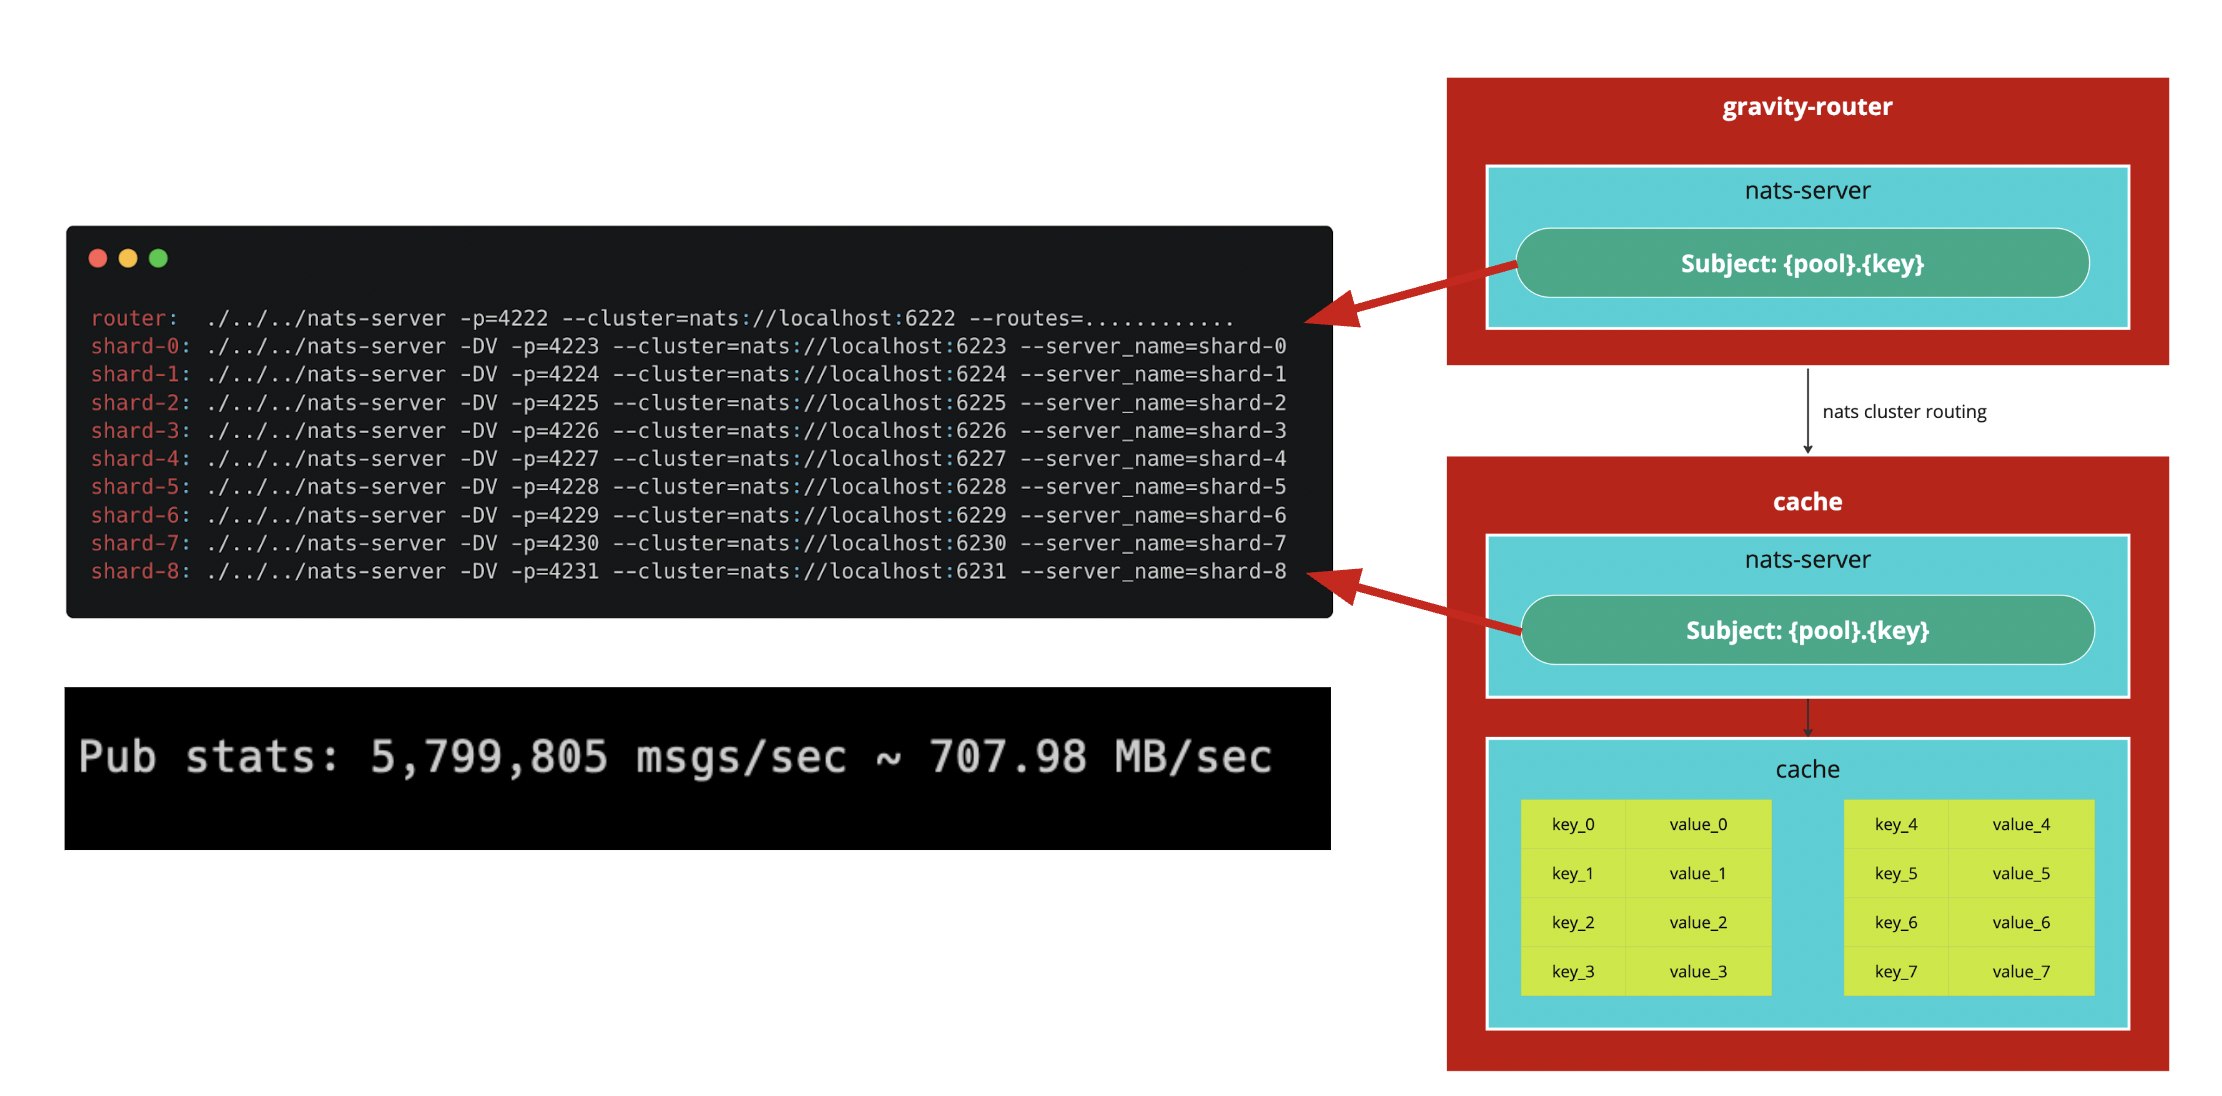 router:  ./../../nats-server -p=4222 --cluster=nats://localhost:6222 --routes=............
shard-0: ./../../nats-server -DV -p=4223 --cluster=nats://localhost:6223 --server_name=shard-0
shard-1: ./../../nats-server -DV -p=4224 --cluster=nats://localhost:6224 --server_name=shard-1
shard-2: ./../../nats-server -DV -p=4225 --cluster=nats://localhost:6225 --server_name=shard-2
shard-3: ./../../nats-server -DV -p=4226 --cluster=nats://localhost:6226 --server_name=shard-3
shard-4: ./../../nats-server -DV -p=4227 --cluster=nats://localhost:6227 --server_name=shard-4
shard-5: ./../../nats-server -DV -p=4228 --cluster=nats://localhost:6228 --server_name=shard-5
shard-6: ./../../nats-server -DV -p=4229 --cluster=nats://localhost:6229 --server_name=shard-6
shard-7: ./../../nats-server -DV -p=4230 --cluster=nats://localhost:6230 --server_name=shard-7
shard-8: ./../../nats-server -DV -p=4231 --cluster=nats://localhost:6231 --server_name=shard-8
Pub stats: 5,799,805 msgs/sec ~ 707.98 MB/sec
gravity-router
nats-server
Subject: {pool}.{key}
nats cluster routing
cache
nats-server
Subject: {pool}.{key}
cache
key_0 value_0 key_4 value_4
key_1 value_1 key_5 value_5
key_2 value_2 key_6 value_6
key_3 value_3 key_7 value_7